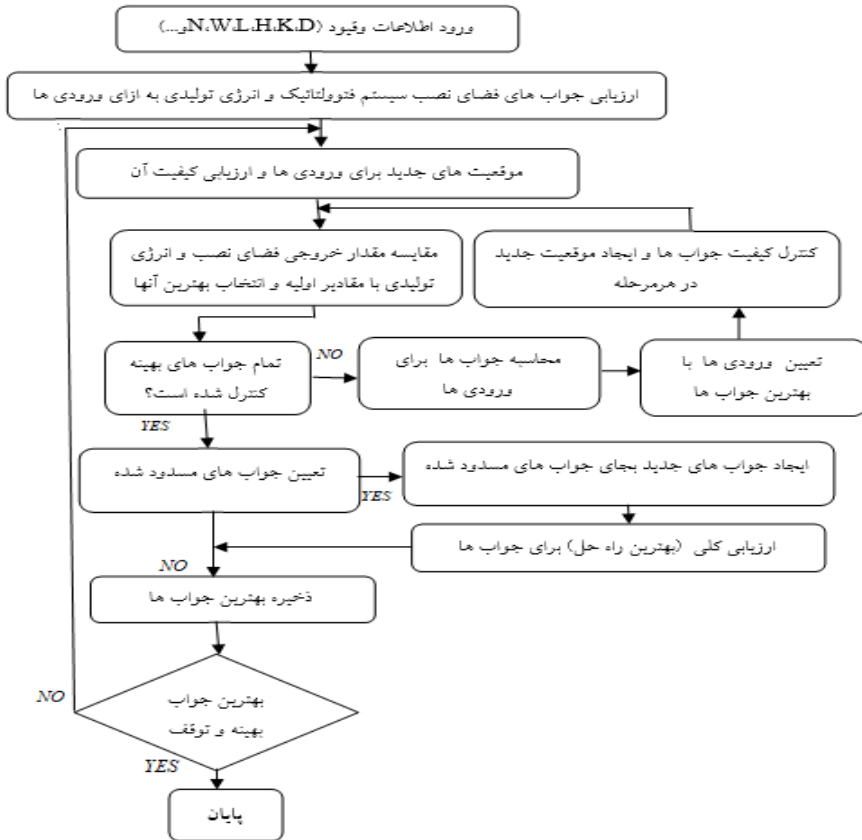 ورود اطلاعات وقیود (N،W،L،H،K،Dو...)
ارزیابی جواب های فضای نصب سیستم فتوولتاتیک و انرژی تولیدی به ازای ورودی ها
موقعیت های جدید برای ورودی ها و ارزیابی کیفیت آن
مقایسه مقدار خروجی فضای نصب و انرژی
تولیدی با مقادیر اولیه و انتخاب بهترین آنها
کنترل کیفیت جواب ها و ایجاد موقعیت جدید
در هرمرحله
تمام جواب های بهینه
کنترل شده است؟
NO
محاسبه جواب ها برای
ورودی ها
تعیین ورودی ها با
بهترین جواب ها
YES
تعیین جواب های مسدود شده
YES
ایجاد جواب های جدید بجای جواب های مسدود شده
ارزیابی کلی (بهترین راه حل) برای جواب ها
NO
ذخیره بهترین جواب ها
بهترین جواب
بهینه و توقف
NO
YES
پایان